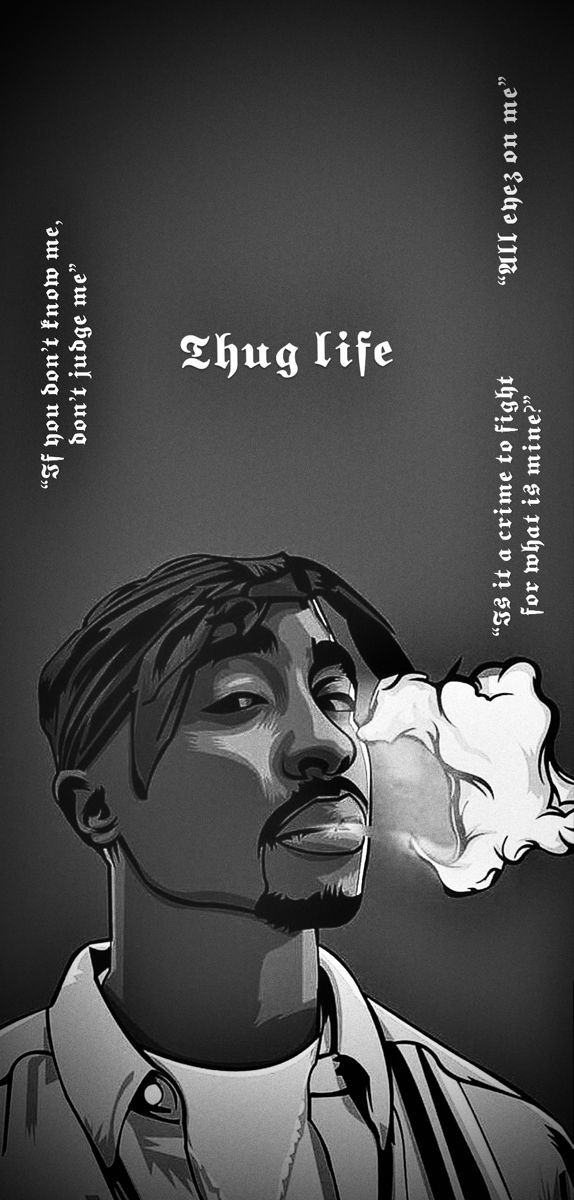 “If you don’t know me,
don’t judge me”
Thug life
“All eyez on me”
“Is it a crime to fight
for what is mine?”